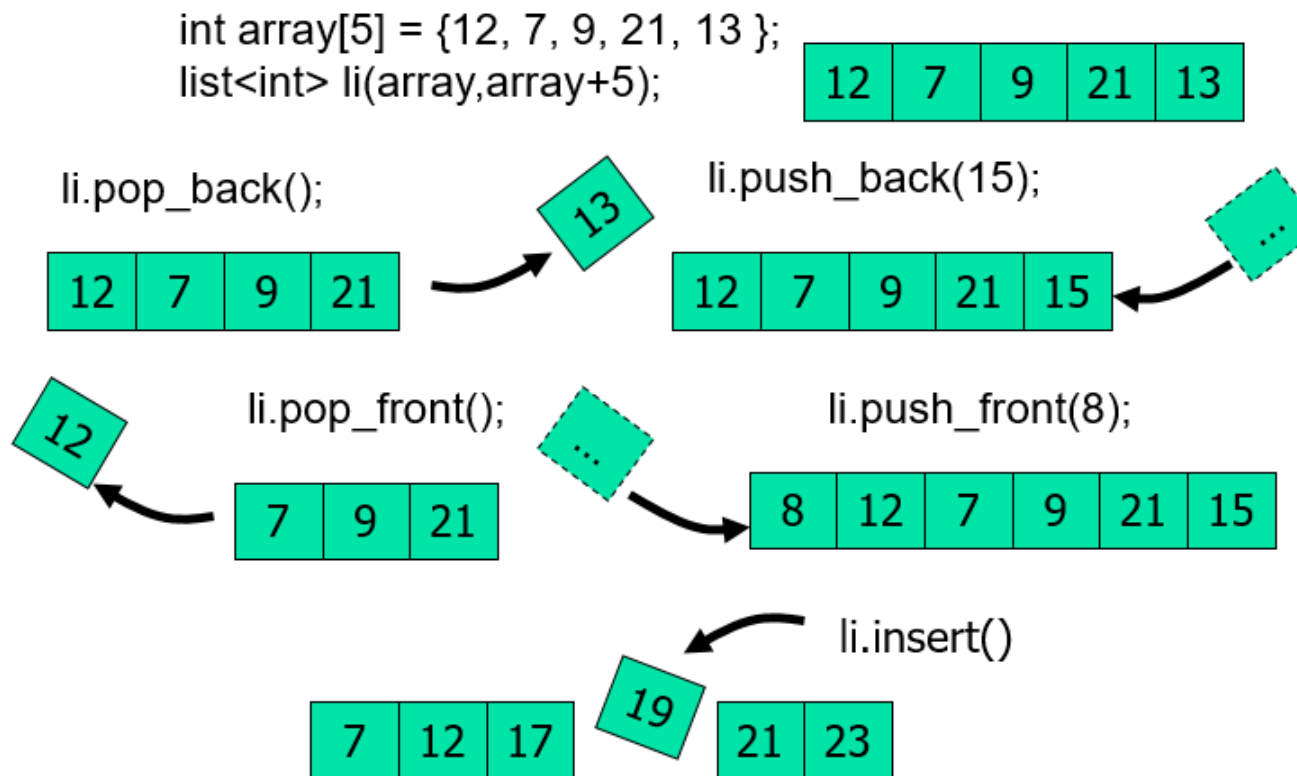 int array[5] = {12, 7, 9, 21, 13 };
list<int> li(array,array+5);
12 7 9 21 13
li.pop_back();
13
li.push_back(15);
...
12 7 9 21
12 7 9 21 15
12
li.pop_front();
...
li.push_front(8);
7 9 21
8 12 7 9 21 15
li.insert()
19
7 12 17
21 23